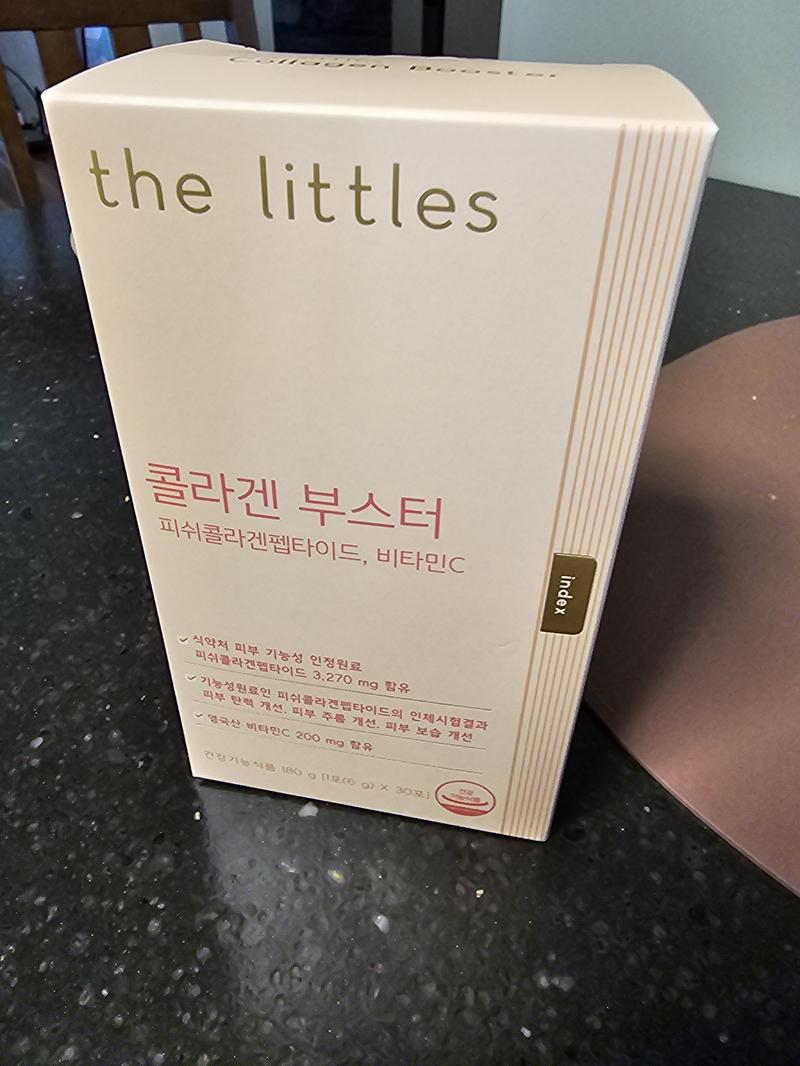 Collagen Booster
the littles
콜라겐 부스터
피쉬콜라겐펩타이드, 비타민C
index
식약처 피부 기능성 인정원료
피쉬콜라겐펩타이드 3,270 mg 함유
기능성원료인 피쉬콜라겐펩타이드의 인체시험결과
피부 탄력 개선, 피부 주름 개선, 피부 보습 개선
영국산 비타민C 200 mg 함유
건강기능식품 180 g [1포(6 g) X 30포]
건강
기능식품